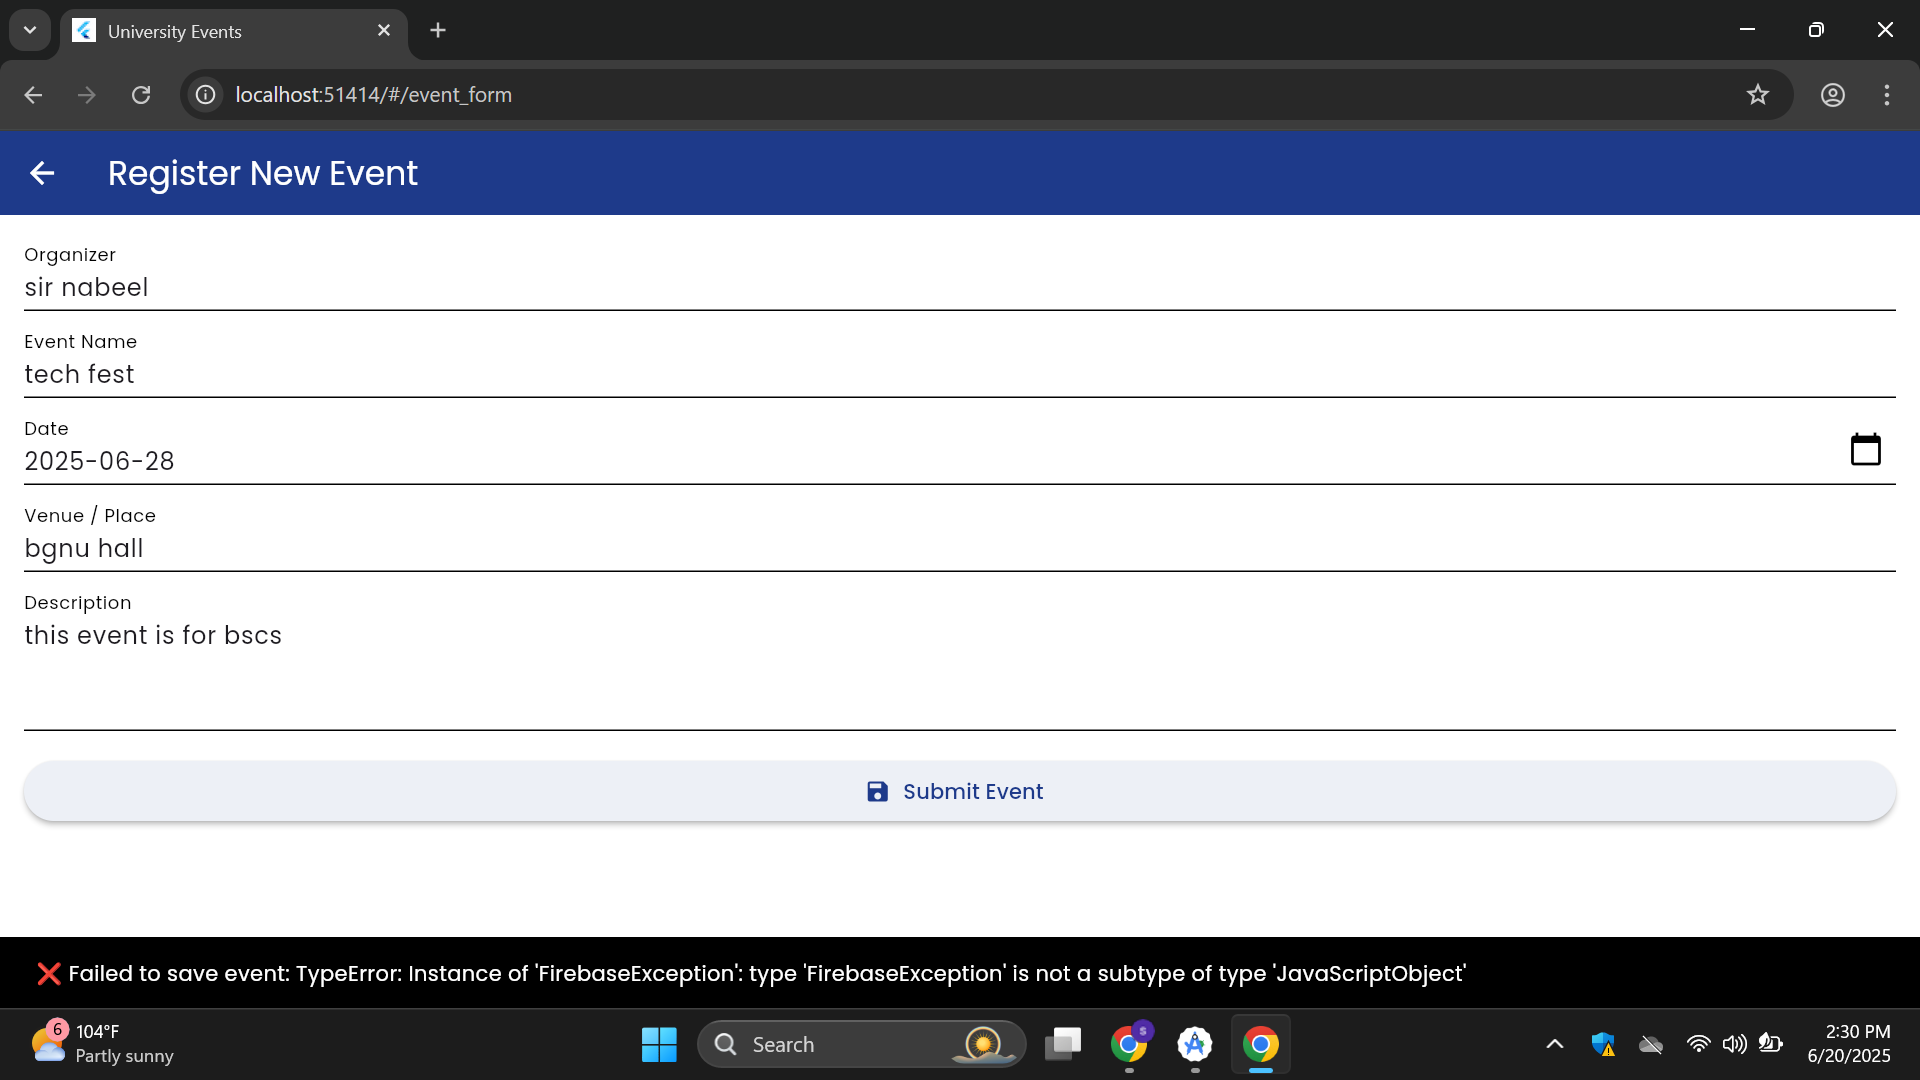 University Events
localhost:51414/#/event_form
Register New Event
Organizer
sir nabeel
Event Name
tech fest
Date
2025-06-28
Venue / Place
bgnu hall
Description
this event is for bscs
Submit Event
❌ Failed to save event: TypeError: Instance of 'FirebaseException': type 'FirebaseException' is not a subtype of type 'JavaScriptObject'
6
104°F
Partly sunny
Search
S
2:30 PM
6/20/2025